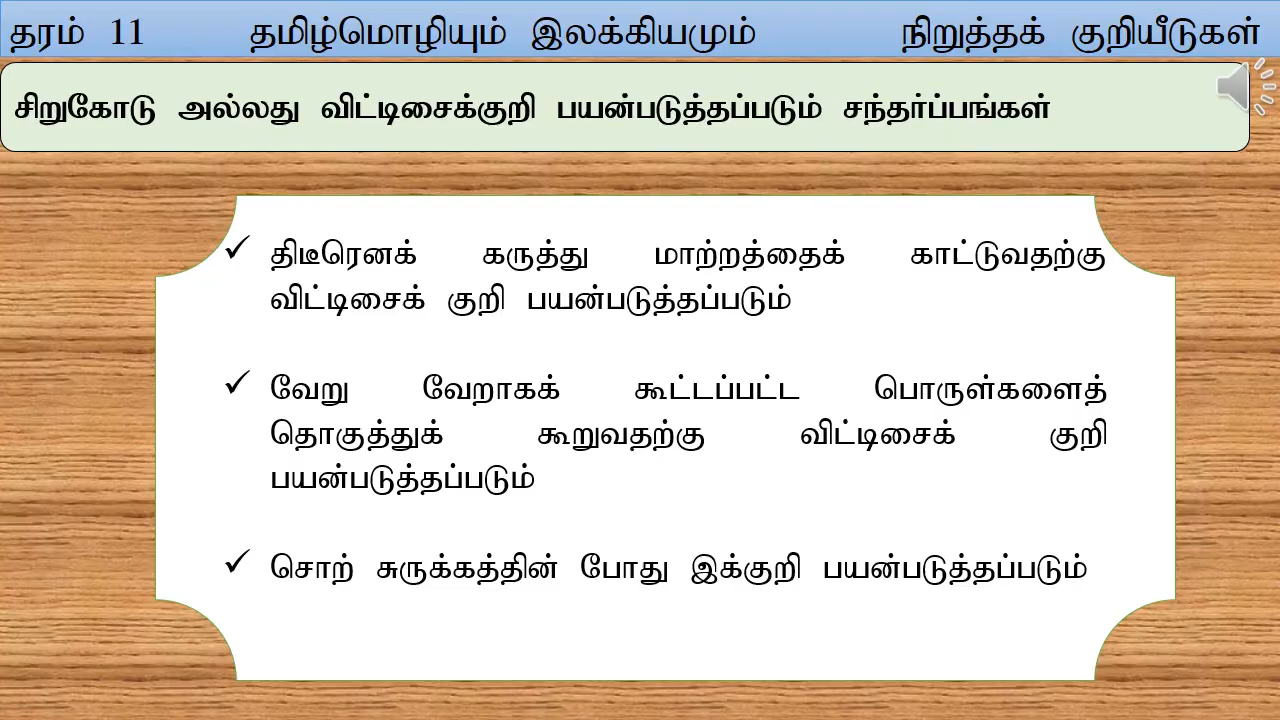 தரம் 11 தமிழ்மொழியும் இலக்கியமும் நிறுத்தக் குறியீடுகள்
சிறுகோடு அல்லது விட்டிசைக்குறி பயன்படுத்தப்படும் சந்தர்ப்பங்கள்
✓ திடீரெனக் கருத்து மாற்றத்தைக் காட்டுவதற்கு
விட்டிசைக் குறி பயன்படுத்தப்படும்
✓ வேறு வேறாகக் கூட்டப்பட்ட பொருள்களைத்
தொகுத்துக் கூறுவதற்கு விட்டிசைக் குறி
பயன்படுத்தப்படும்
✓ சொற் சுருக்கத்தின் போது இக்குறி பயன்படுத்தப்படும்